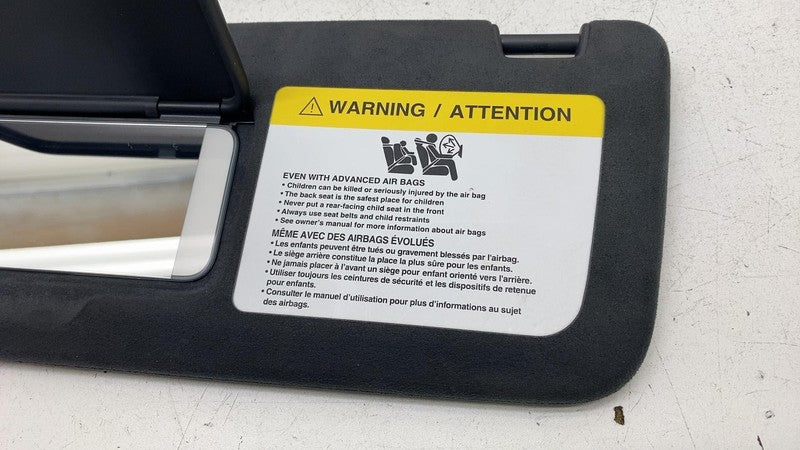 WARNING / ATTENTION
EVEN WITH ADVANCED AIR BAGS
• Children can be killed or seriously injured by the air bag
• The back seat is the safest place for children
• Never put a rear-facing child seat in the front
• Always use seat belts and child restraints
• See owner's manual for more information about air bags
MÊME AVEC DES AIRBAGS ÉVOLUÉS
• Les enfants peuvent être tués ou gravement blessés par l'airbag.
• Le siège arrière constitue la place la plus sûre pour les enfants.
• Ne jamais placer à l'avant un siège pour enfant orienté vers l'arrière.
• Utiliser toujours les ceintures de sécurité et les dispositifs de retenue
pour enfants.
• Consulter le manuel d'utilisation pour plus d'informations au sujet
des airbags.